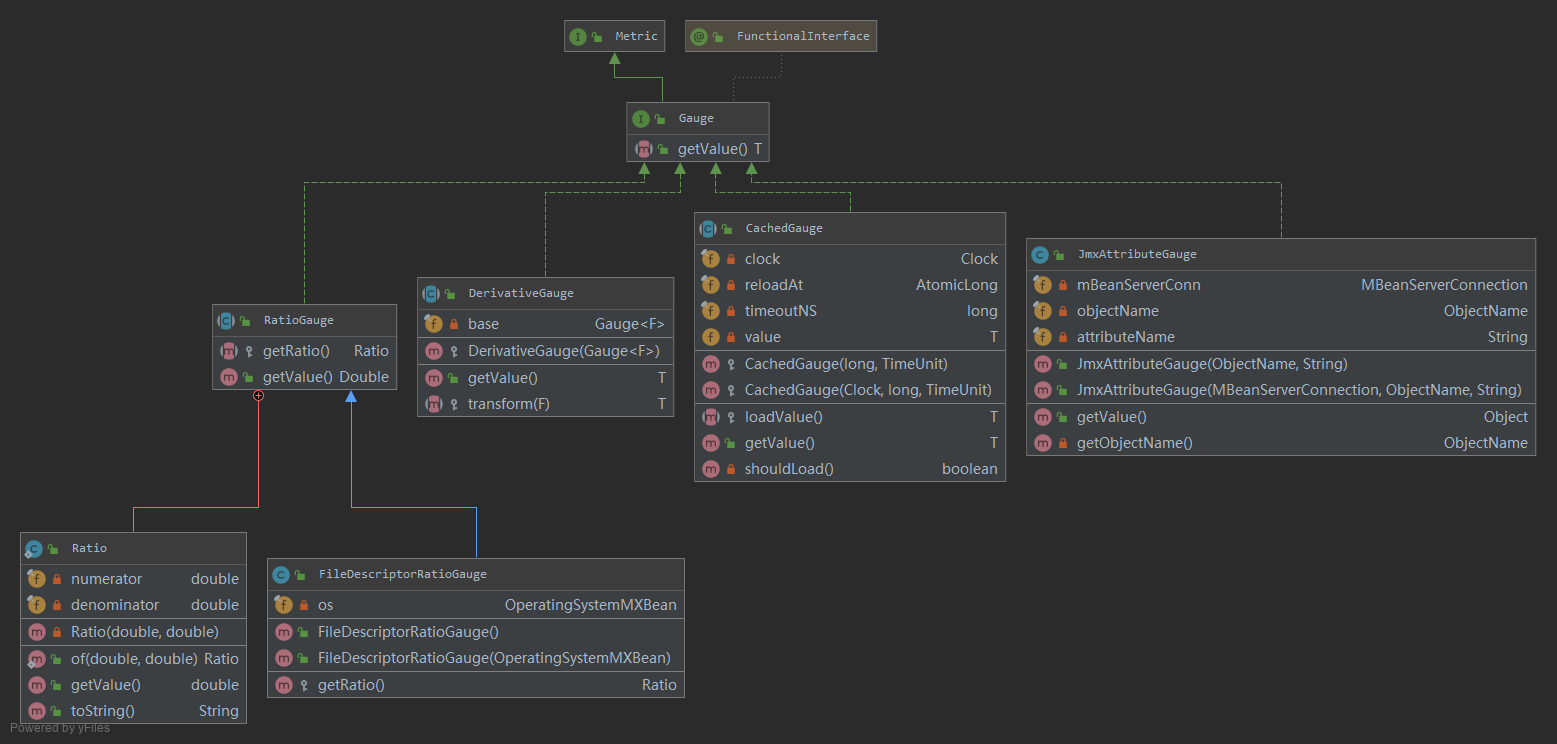 Metric
FunctionalInterface
Gauge
getValue() T
CachedGauge
clock Clock
reloadAt AtomicLong
timeoutNS long
value T
CachedGauge(long, TimeUnit)
CachedGauge(Clock, long, TimeUnit)
loadValue() T
getValue() T
shouldLoad() boolean
JmxAttributeGauge
mBeanServerConn MBeanServerConnection
objectName ObjectName
attributeName String
JmxAttributeGauge(ObjectName, String)
JmxAttributeGauge(MBeanServerConnection, ObjectName, String)
getValue() Object
getObjectName() ObjectName
DerivativeGauge
base Gauge<F>
DerivativeGauge(Gauge<F>)
getValue() T
transform(F) T
RatioGauge
getRatio() Ratio
getValue() Double
Ratio
numerator double
denominator double
Ratio(double, double)
of(double, double) Ratio
getValue() double
toString() String
FileDescriptorRatioGauge
os OperatingSystemMXBean
FileDescriptorRatioGauge()
FileDescriptorRatioGauge(OperatingSystemMXBean)
getRatio() Ratio
Powered by yFiles